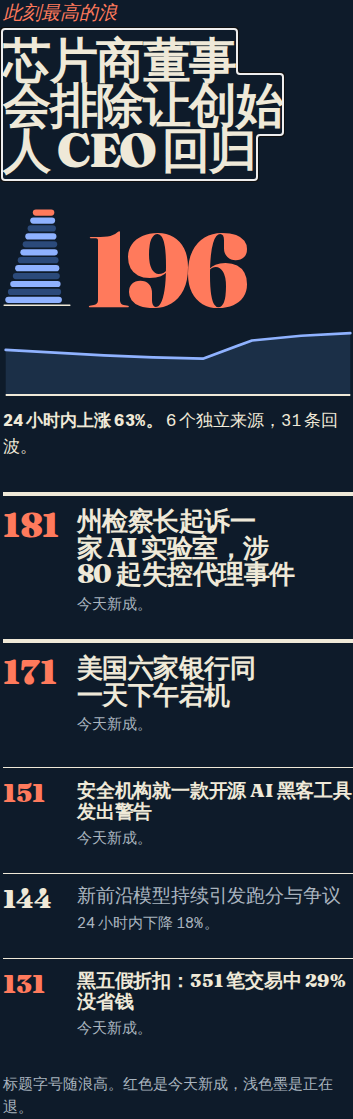 此刻最高的浪
芯片商董事
会排除让创始
人 CEO 回归
196
24 小时内上涨 63%。 6 个独立来源，31 条回
波。
181
州检察长起诉一
家 AI 实验室，涉
80 起失控代理事件
今天新成。
171
美国六家银行同
一天下午宕机
今天新成。
151
安全机构就一款开源 AI 黑客工具
发出警告
今天新成。
144
新前沿模型持续引发跑分与争议
24 小时内下降 18%。
131
黑五假折扣：351 笔交易中 29%
没省钱
今天新成。
标题字号随浪高。红色是今天新成，浅色墨是正在
退。